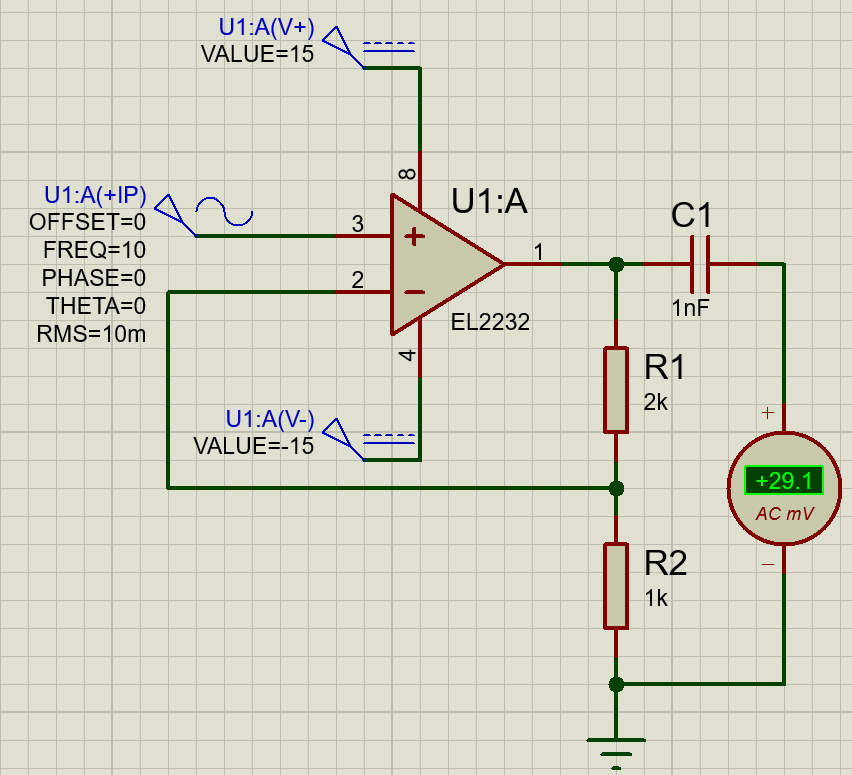 U1:A(V+)
VALUE=15
8
U1:A
U1:A(+IP)
OFFSET=0
FREQ=10
PHASE=0
THETA=0
RMS=10m
3
2
1
4
EL2232
C1
1nF
R1
2k
U1:A(V-)
VALUE=-15
+
+29.1
AC mV
−
R2
1k